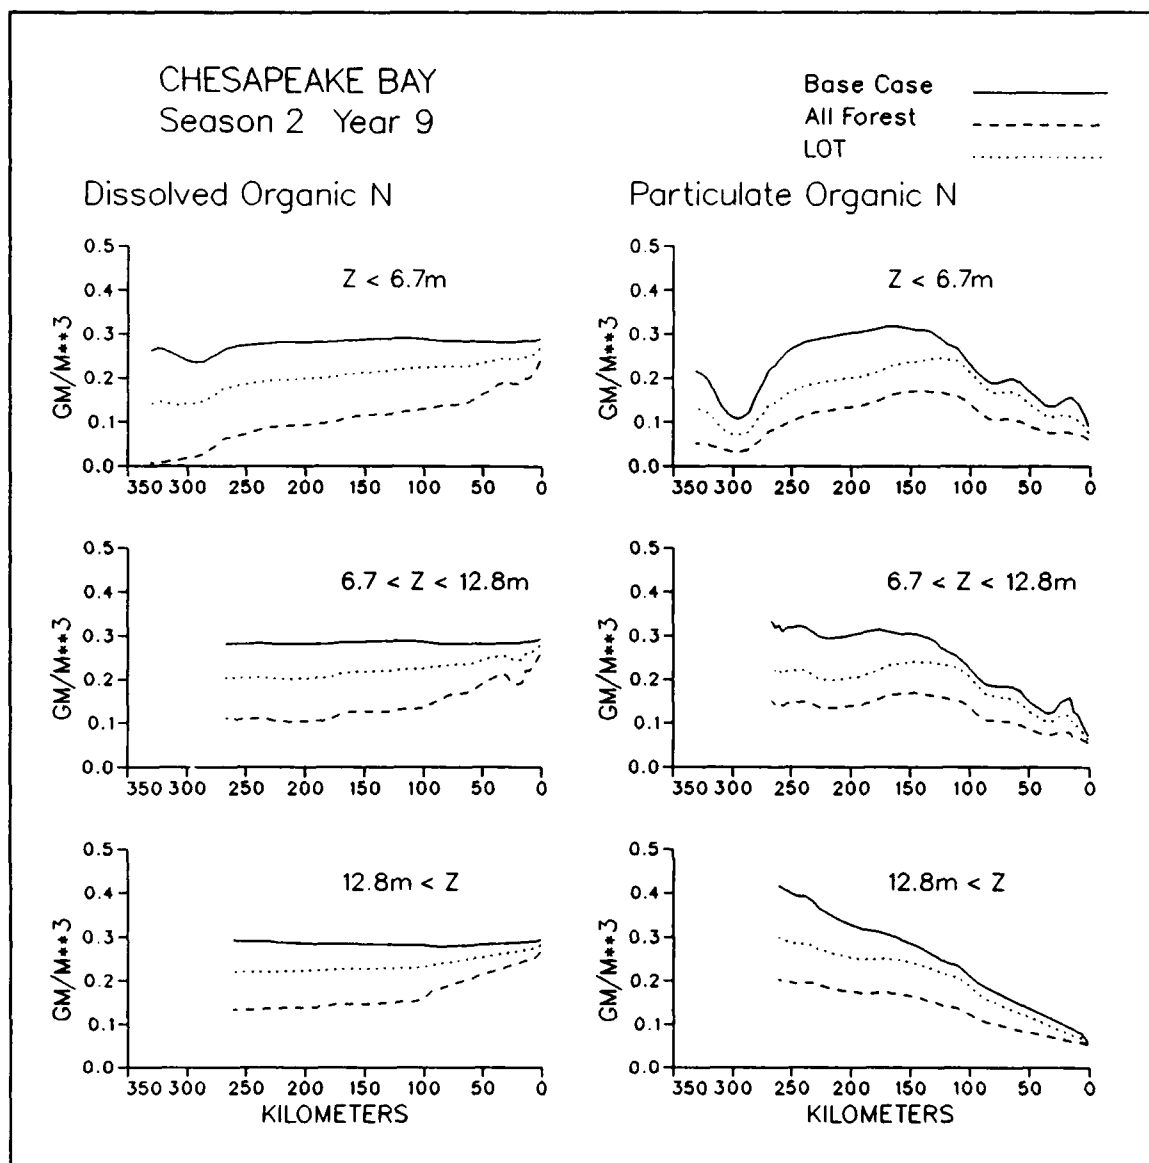 CHESAPEAKE BAY
Season 2 Year 9
Base Case
All Forest
LOT
Dissolved Organic N
Z < 6.7m
GM/M**3
0.5
0.4
0.3
0.2
0.1
0.0
350 300 250 200 150 100 50 0
6.7 < Z < 12.8m
GM/M**3
0.5
0.4
0.3
0.2
0.1
0.0
350 300 250 200 150 100 50 0
12.8m < Z
GM/M**3
0.5
0.4
0.3
0.2
0.1
0.0
350 300 250 200 150 100 50 0
KILOMETERS
Particulate Organic N
Z < 6.7m
GM/M**3
0.5
0.4
0.3
0.2
0.1
0.0
350 300 250 200 150 100 50 0
6.7 < Z < 12.8m
GM/M**3
0.5
0.4
0.3
0.2
0.1
0.0
350 300 250 200 150 100 50 0
12.8m < Z
GM/M**3
0.5
0.4
0.3
0.2
0.1
0.0
350 300 250 200 150 100 50 0
KILOMETERS